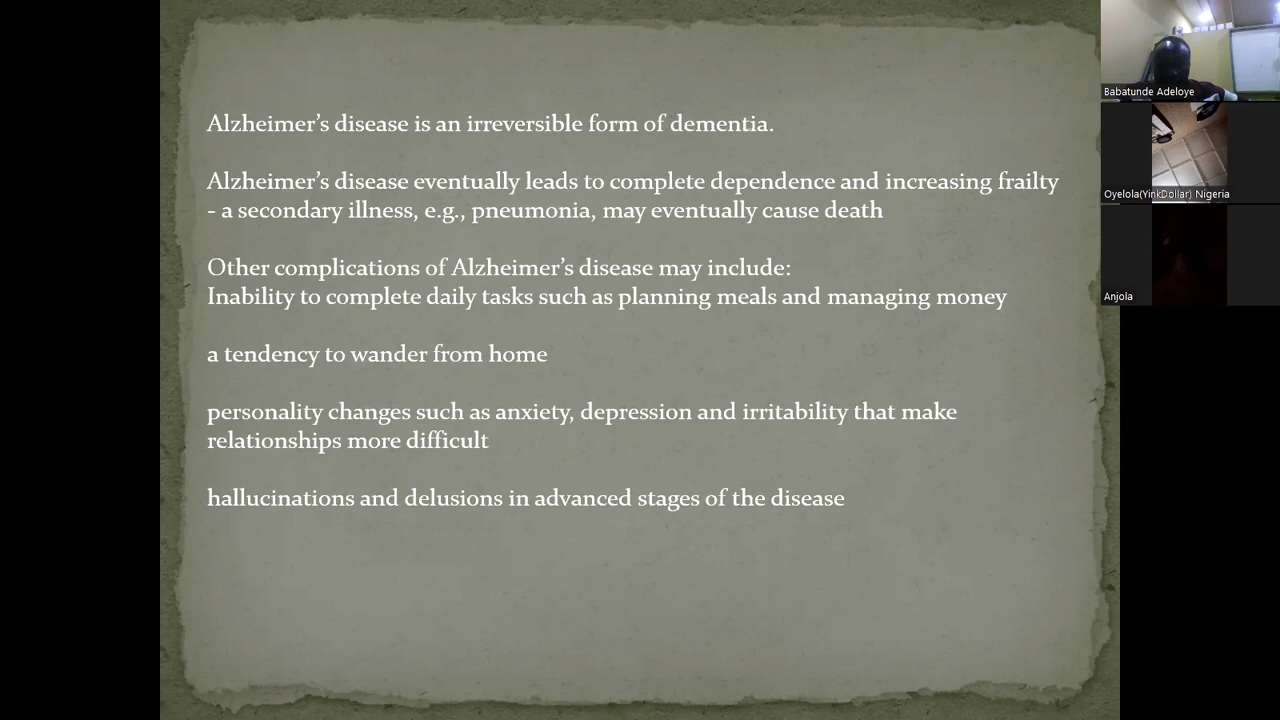 Alzheimer's disease is an irreversible form of dementia.
Alzheimer's disease eventually leads to complete dependence and increasing frailty
- a secondary illness, e.g., pneumonia, may eventually cause death
Other complications of Alzheimer's disease may include:
Inability to complete daily tasks such as planning meals and managing money
a tendency to wander from home
personality changes such as anxiety, depression and irritability that make
relationships more difficult
hallucinations and delusions in advanced stages of the disease
Babatunde Adeloye
Oyelola(YinkDollar) Nigeria
Anjola